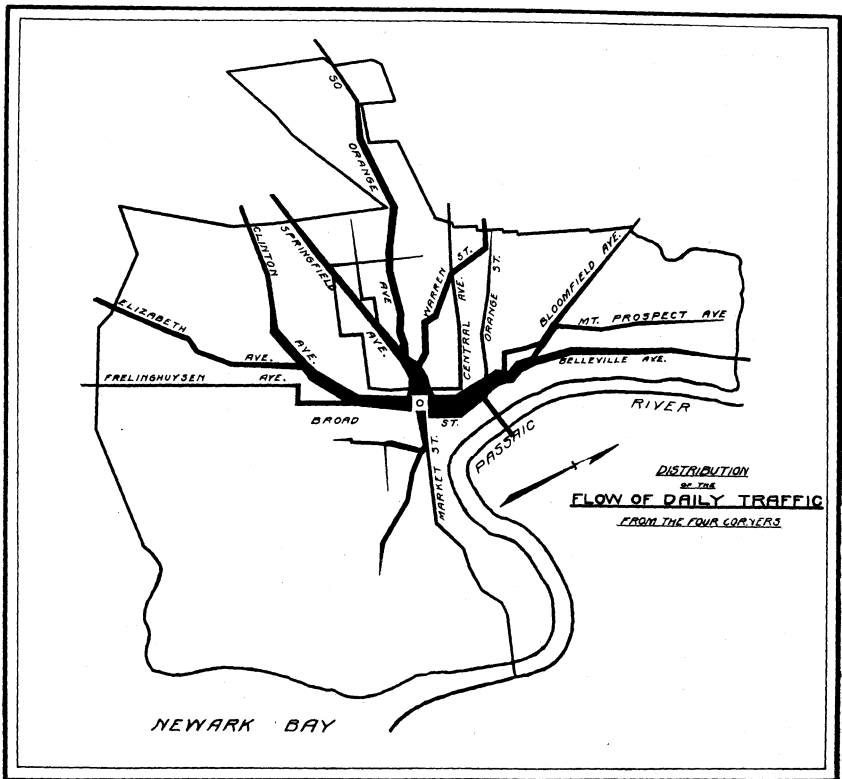 SO
ORANGE
AVE
CLINTON
AVE.
SPRINGFIELD
AVE.
WARREN ST.
CENTRAL AVE.
ORANGE ST.
BLOOMFIELD AVE.
MT. PROSPECT AVE
BELLEVILLE AVE.
ELIZABETH
AVE.
FRELINGHUYSEN AVE.
BROAD ST.
MARKET ST.
PASSAIC RIVER
DISTRIBUTION
OF THE
FLOW OF DAILY TRAFFIC
FROM THE FOUR CORNERS
NEWARK BAY